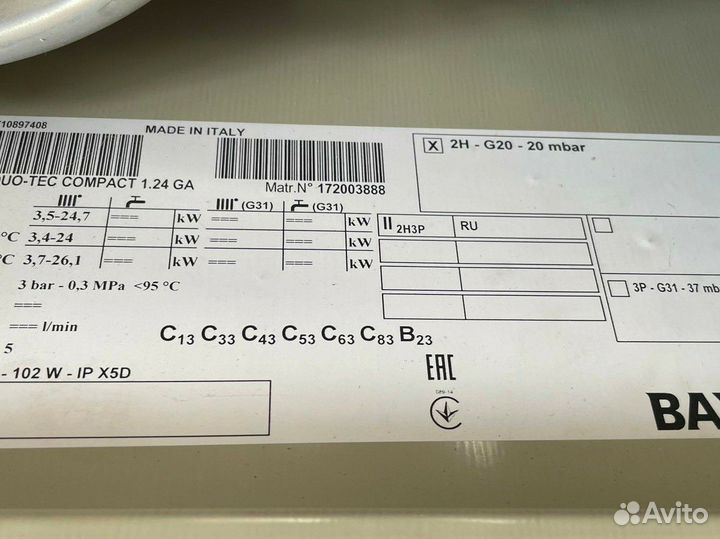 10897408
MADE IN ITALY
UO-TEC COMPACT 1.24 GA
Matr.N° 172003888
X 2H - G20 - 20 mbar
(G31) (G31)
3,5-24,7 === kW === === kW
°C 3,4-24 === kW === === kW
°C 3,7-26,1 === kW === === kW
II 2H3P RU
3P - G31 - 37 mb
3 bar - 0,3 MPa <95 °C
===
=== l/min
5
- 102 W - IP X5D
C13 C33 C43 C53 C63 C83 B23
EAC
BA
Avito